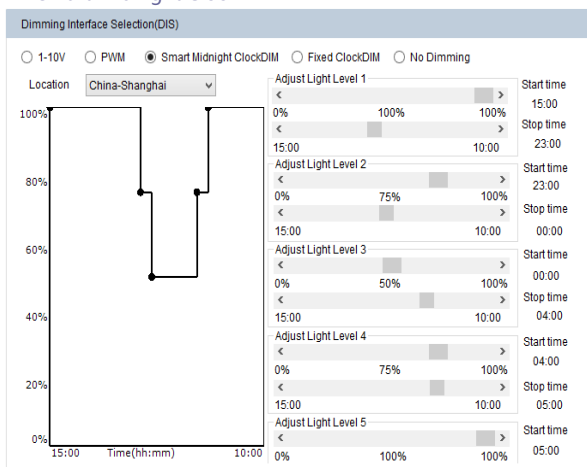 Dimming Interface Selection(DIS)
1-10V PWM Smart Midnight ClockDIM Fixed ClockDIM No Dimming
Location China-Shanghai
100%
80%
60%
40%
20%
0%
15:00 Time(hh:mm) 10:00
Adjust Light Level 1
0% 100% 100%
15:00 10:00
Start time
15:00
Stop time
23:00
Adjust Light Level 2
0% 75% 100%
15:00 10:00
Start time
23:00
Stop time
00:00
Adjust Light Level 3
0% 50% 100%
15:00 10:00
Start time
00:00
Stop time
04:00
Adjust Light Level 4
0% 75% 100%
15:00 10:00
Start time
04:00
Stop time
05:00
Adjust Light Level 5
0% 100% 100%
Start time
05:00